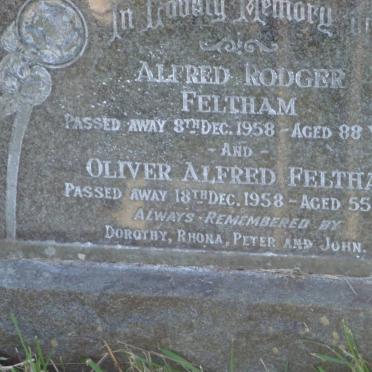 In Loving Memory
ALFRED RODGER
FELTHAM
PASSED AWAY 8TH DEC. 1958 - AGED 88 Y
- AND -
OLIVER ALFRED FELTHA
PASSED AWAY 18TH DEC. 1958 - AGED 55
ALWAYS REMEMBERED BY
DOROTHY, RHONA, PETER AND JOHN.